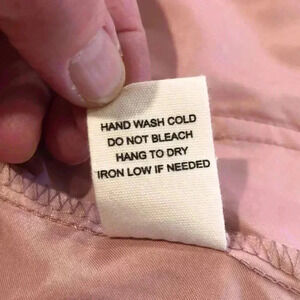 HAND WASH COLD
DO NOT BLEACH
HANG TO DRY
IRON LOW IF NEEDED